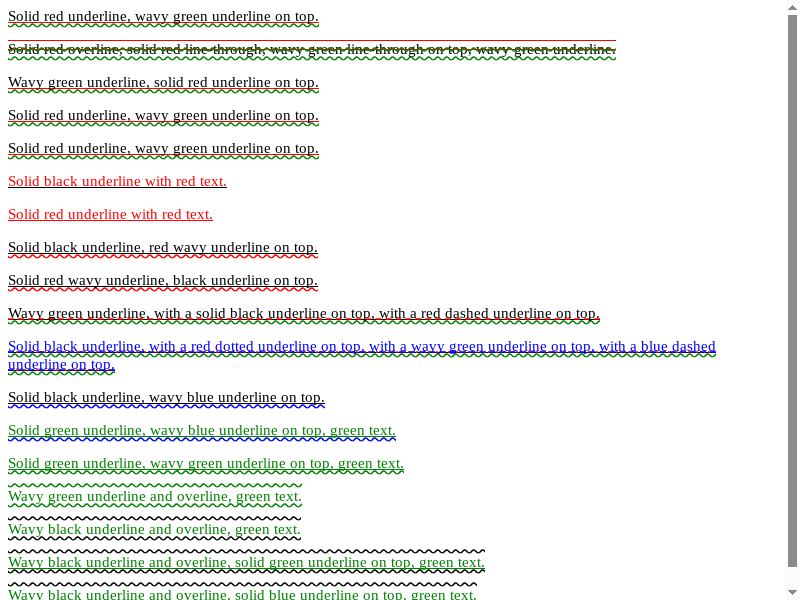 Solid red underline, wavy green underline on top.
Solid red overline, solid red line-through, wavy green line-through on top, wavy green underline.
Wavy green underline, solid red underline on top.
Solid red underline, wavy green underline on top.
Solid red underline, wavy green underline on top.
Solid black underline with red text.
Solid red underline with red text.
Solid black underline, red wavy underline on top.
Solid red wavy underline, black underline on top.
Wavy green underline, with a solid black underline on top, with a red dashed underline on top.
Solid black underline, with a red dotted underline on top, with a wavy green underline on top, with a blue dashed
underline on top.
Solid black underline, wavy blue underline on top.
Solid green underline, wavy blue underline on top, green text.
Solid green underline, wavy green underline on top, green text.
Wavy green underline and overline, green text.
Wavy black underline and overline, green text.
Wavy black underline and overline, solid green underline on top, green text.
Wavy black underline and overline, solid blue underline on top, green text.